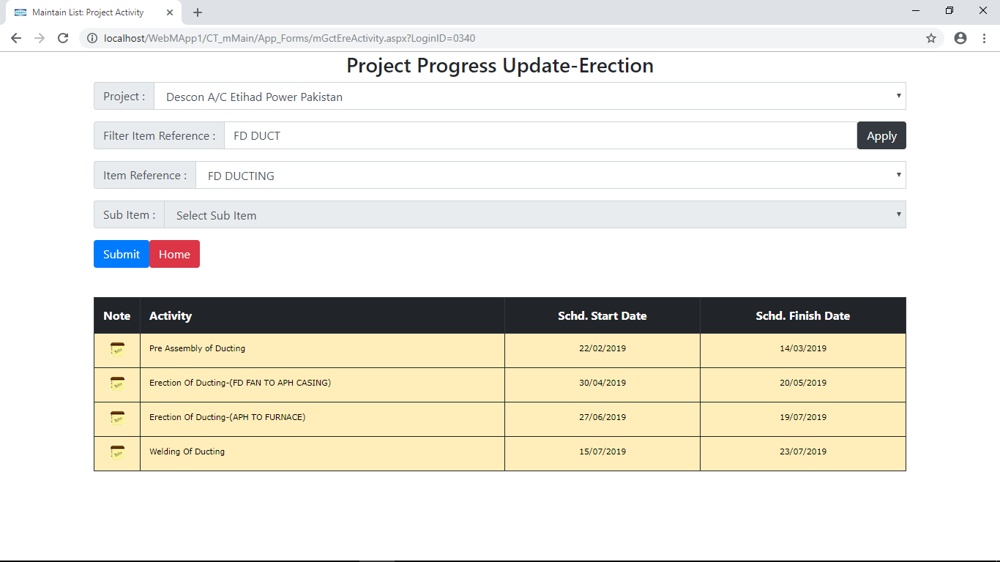 Maintain List: Project Activity
localhost/WebMApp1/CT_mMain/App_Forms/mGctEreActivity.aspx?LoginID=0340
Project Progress Update-Erection
Project : Descon A/C Etihad Power Pakistan
Filter Item Reference : FD DUCT Apply
Item Reference : FD DUCTING
Sub Item : Select Sub Item
Submit Home
Note Activity Schd. Start Date Schd. Finish Date
Pre Assembly of Ducting 22/02/2019 14/03/2019
Erection Of Ducting-(FD FAN TO APH CASING) 30/04/2019 20/05/2019
Erection Of Ducting-(APH TO FURNACE) 27/06/2019 19/07/2019
Welding Of Ducting 15/07/2019 23/07/2019